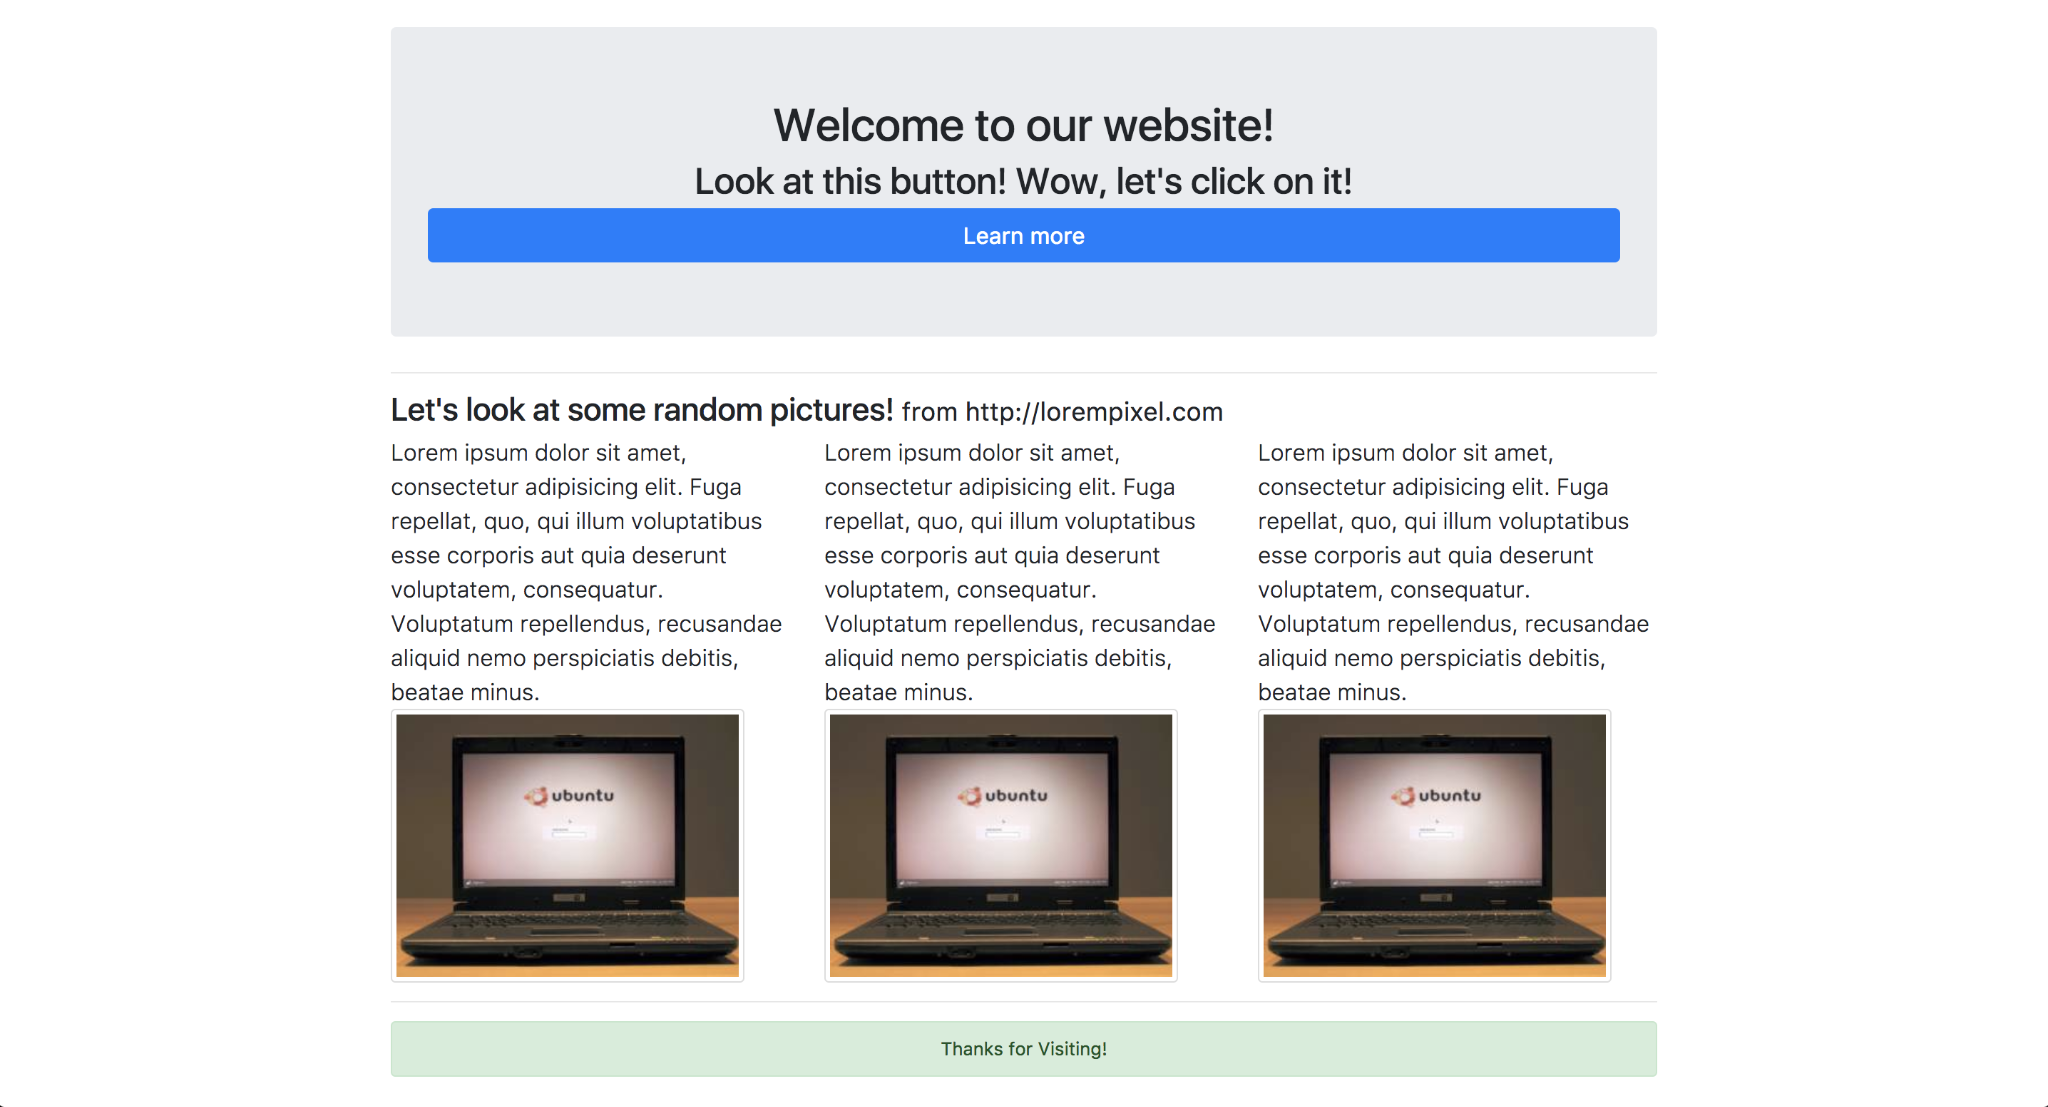 Welcome to our website!
Look at this button! Wow, let's click on it!
Learn more
Let's look at some random pictures! from http://lorempixel.com
Lorem ipsum dolor sit amet,
consectetur adipisicing elit. Fuga
repellat, quo, qui illum voluptatibus
esse corporis aut quia deserunt
voluptatem, consequatur.
Voluptatum repellendus, recusandae
aliquid nemo perspiciatis debitis,
beatae minus.
ubuntu
Lorem ipsum dolor sit amet,
consectetur adipisicing elit. Fuga
repellat, quo, qui illum voluptatibus
esse corporis aut quia deserunt
voluptatem, consequatur.
Voluptatum repellendus, recusandae
aliquid nemo perspiciatis debitis,
beatae minus.
ubuntu
Lorem ipsum dolor sit amet,
consectetur adipisicing elit. Fuga
repellat, quo, qui illum voluptatibus
esse corporis aut quia deserunt
voluptatem, consequatur.
Voluptatum repellendus, recusandae
aliquid nemo perspiciatis debitis,
beatae minus.
ubuntu
Thanks for Visiting!